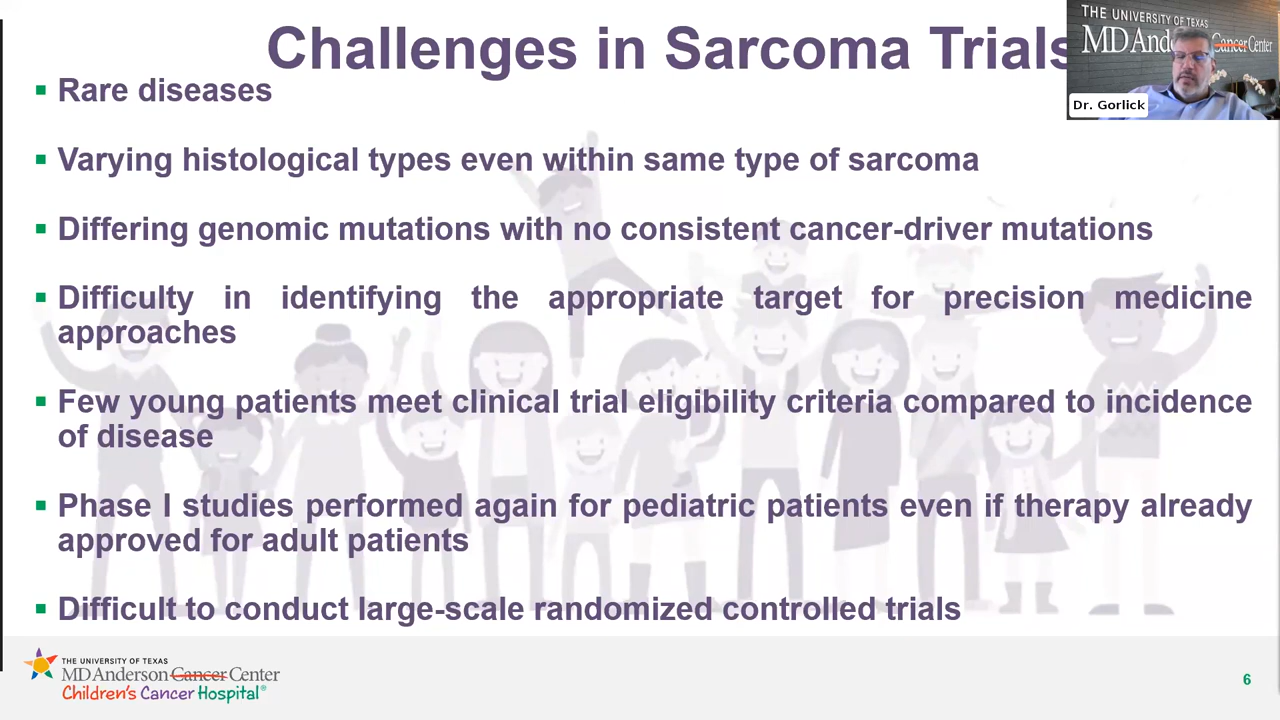 Challenges in Sarcoma Trials
THE UNIVERSITY OF TEXAS
MD Anderson Cancer Center
Dr. Gorlick
▪ Rare diseases
▪ Varying histological types even within same type of sarcoma
▪ Differing genomic mutations with no consistent cancer-driver mutations
▪ Difficulty in identifying the appropriate target for precision medicine
approaches
▪ Few young patients meet clinical trial eligibility criteria compared to incidence
of disease
▪ Phase I studies performed again for pediatric patients even if therapy already
approved for adult patients
▪ Difficult to conduct large-scale randomized controlled trials
THE UNIVERSITY OF TEXAS
MD Anderson Cancer Center
Children's Cancer Hospital®
6